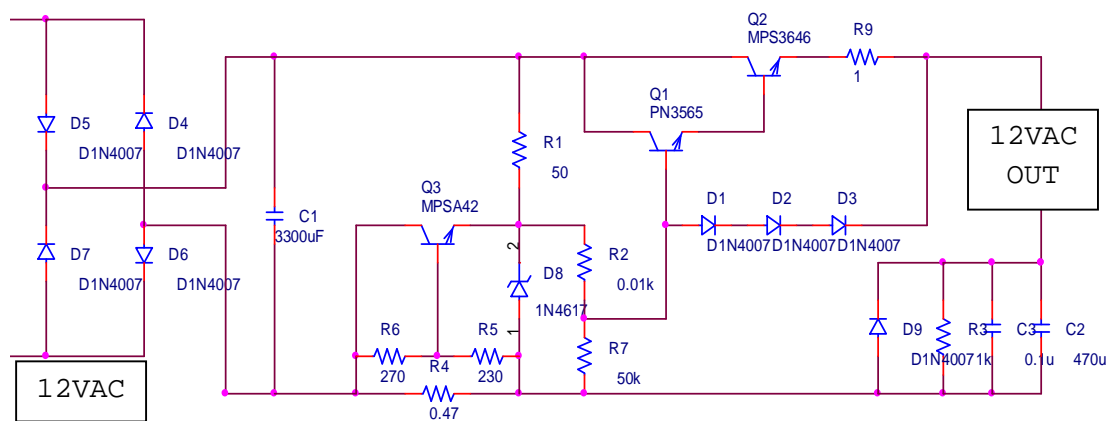 Q2
MPS3646
R9
1
Q1
PN3565
D5
D1N4007
D4
D1N4007
R1
50
12VAC
OUT
Q3
MPSA42
C1
3300uF
D1
D1N4007
D2
D1N4007
D3
D1N4007
D7
D1N4007
D6
D1N4007
2
D8
1N4617
1
R2
0.01k
R6
270
R5
230
R4
0.47
R7
50k
D9
D1N4007
R3
1k
C3
0.1u
C2
470u
12VAC